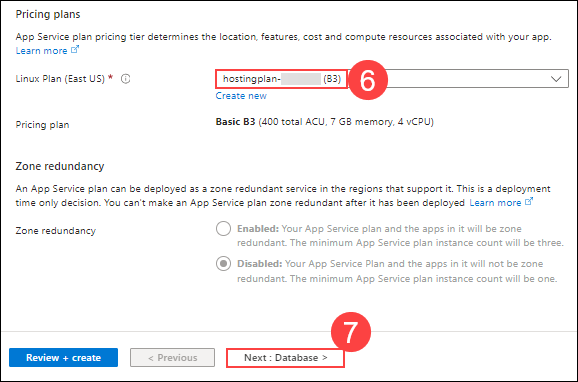 Pricing plans
App Service plan pricing tier determines the location, features, cost and compute resources associated with your app.
Learn more
Linux Plan (East US) *
hostingplan- (B3)
6
Create new
Pricing plan
Basic B3 (400 total ACU, 7 GB memory, 4 vCPU)
Zone redundancy
An App Service plan can be deployed as a zone redundant service in the regions that support it. This is a deployment
time only decision. You can't make an App Service plan zone redundant after it has been deployed Learn more
Zone redundancy
Enabled: Your App Service plan and the apps in it will be zone
redundant. The minimum App Service plan instance count will be three.
Disabled: Your App Service Plan and the apps in it will not be zone
redundant. The minimum App Service plan instance count will be one.
7
Review + create
< Previous
Next : Database >